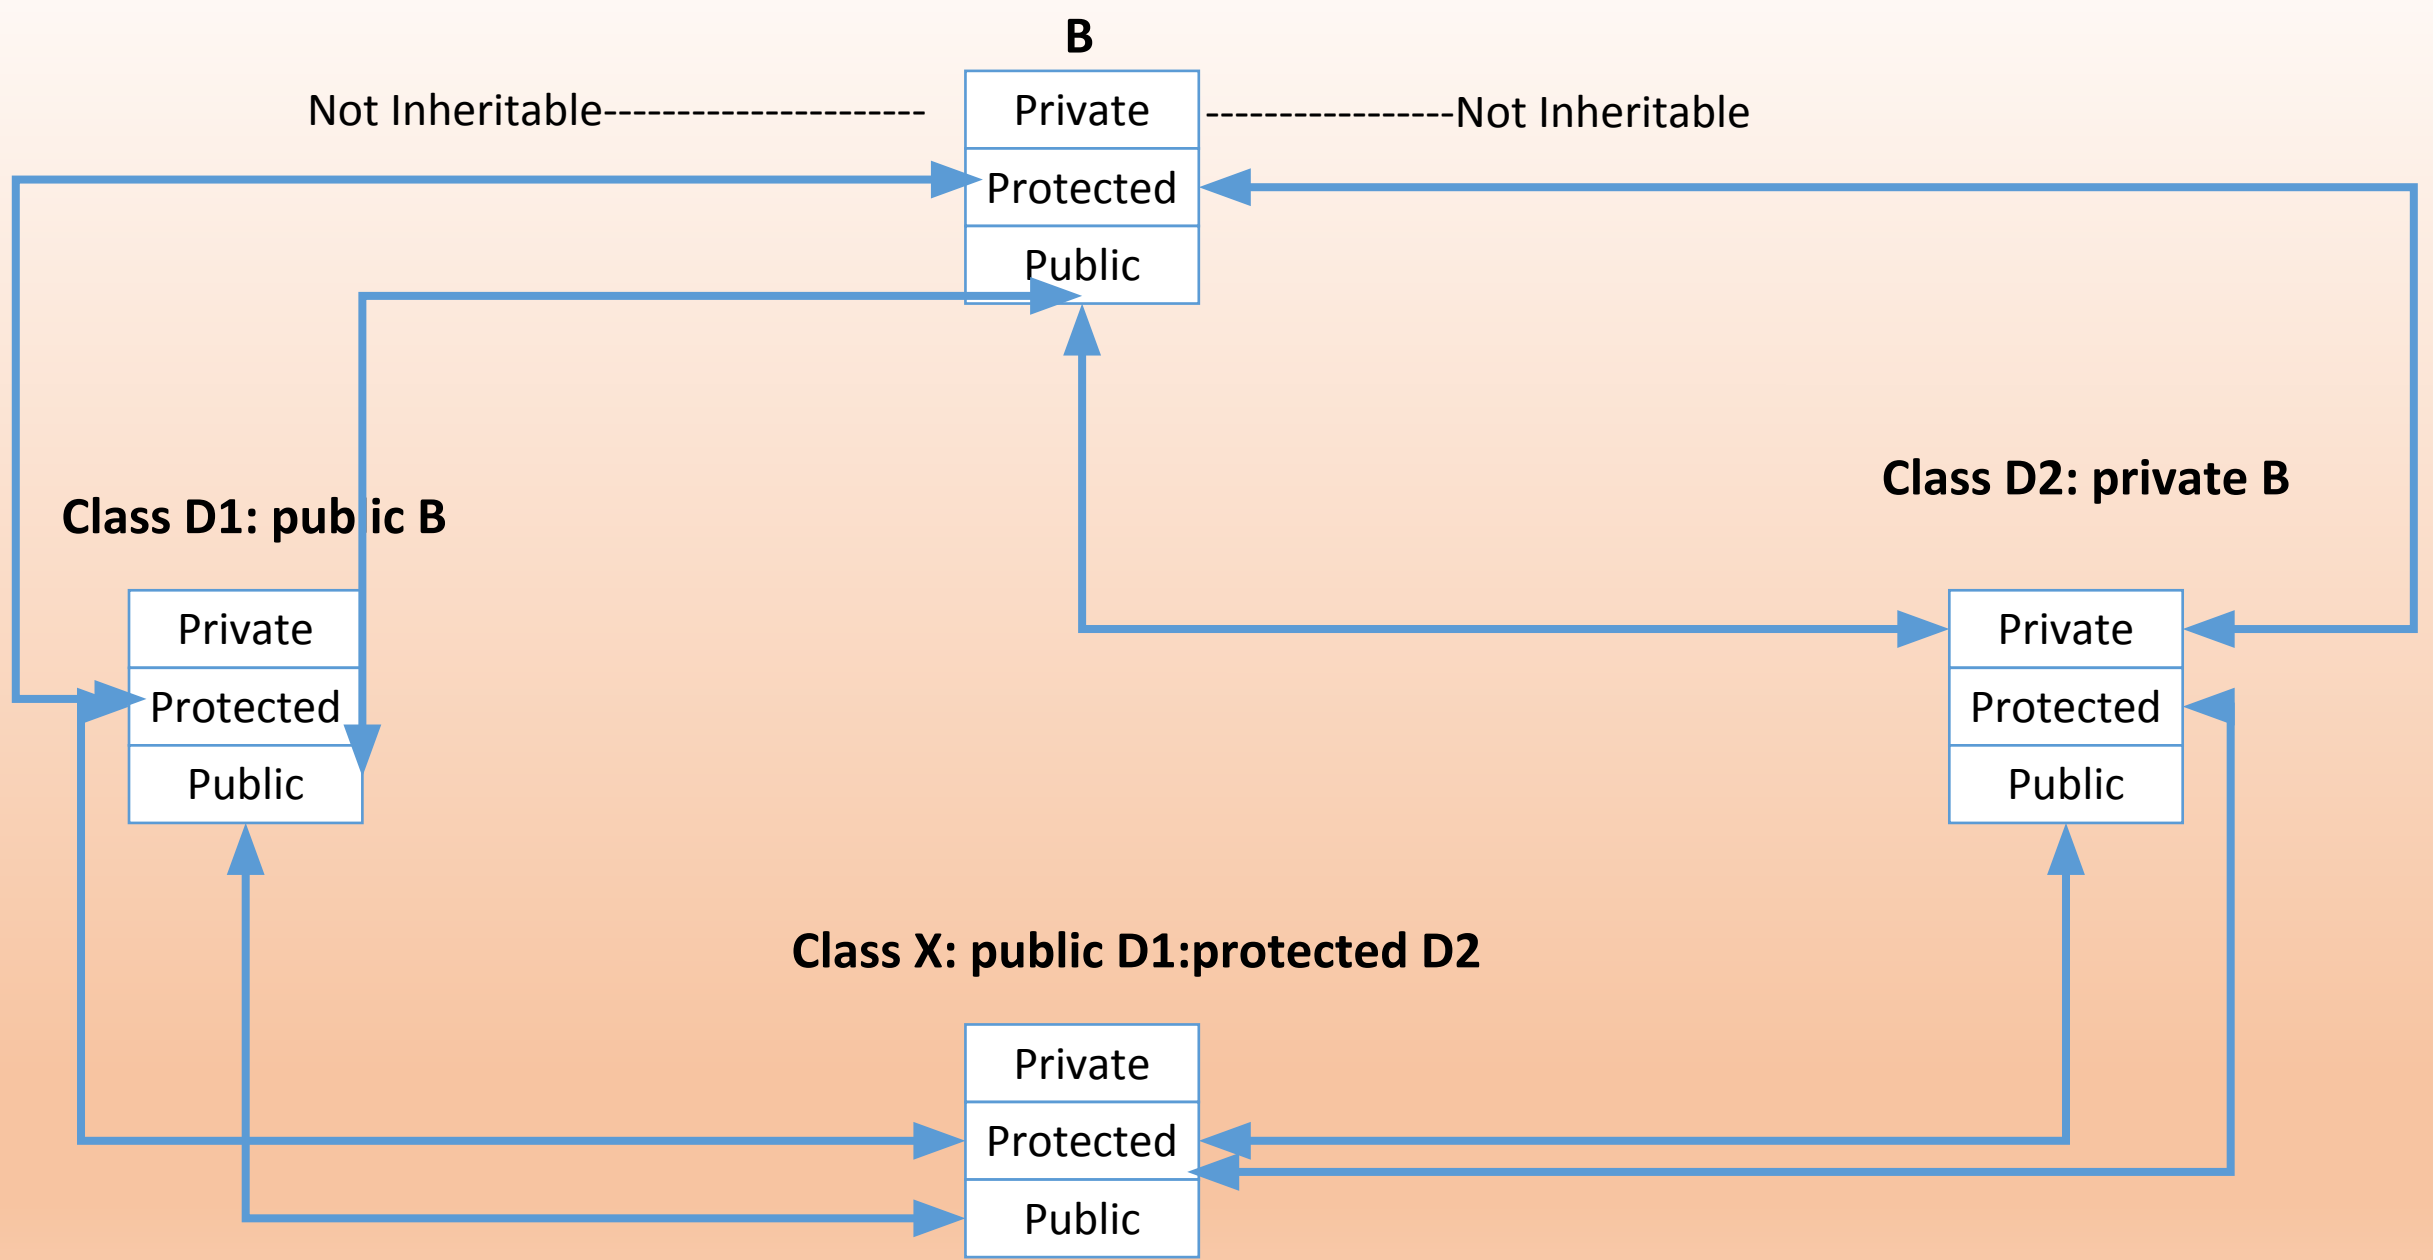 B
Not Inheritable---------------------- Private -----------------Not Inheritable
Protected
Public
Class D2: private B
Class D1: public B
Private
Protected
Public
Private
Protected
Public
Class X: public D1:protected D2
Private
Protected
Public